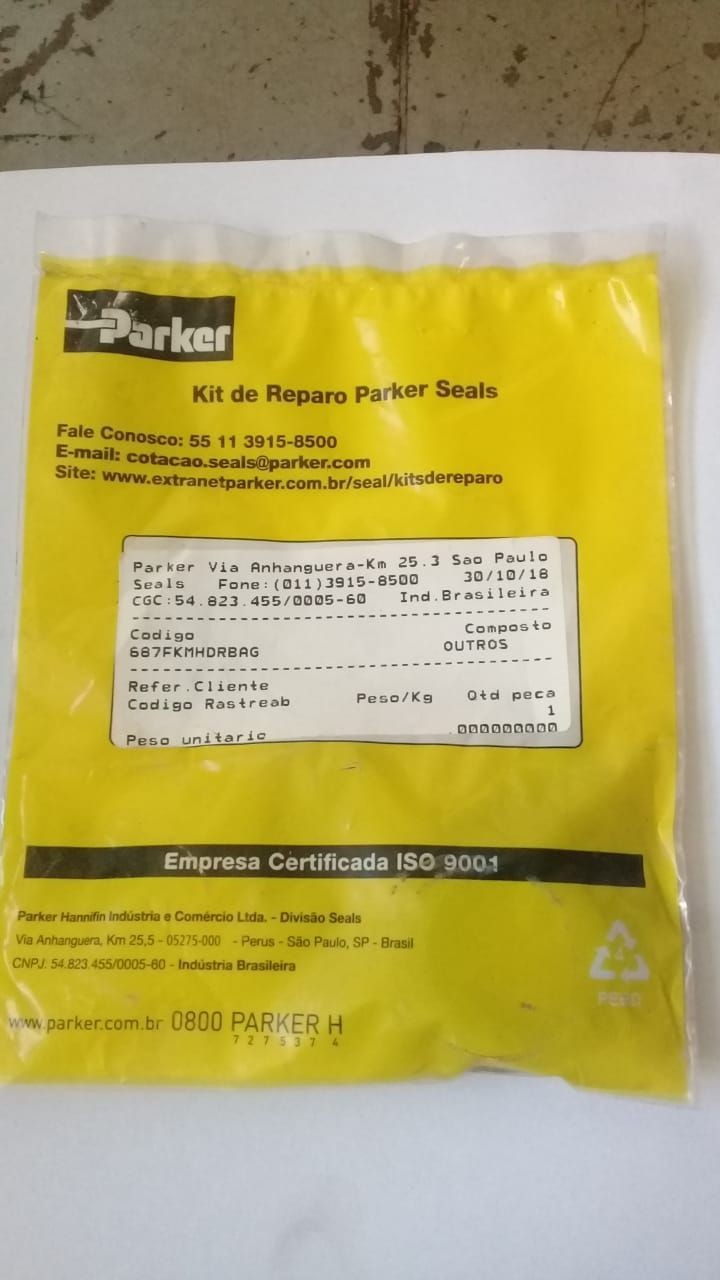 Parker
Kit de Reparo Parker Seals
Fale Conosco: 55 11 3915-8500
E-mail: cotacao.seals@parker.com
Site: www.extranetparker.com.br/seal/kitsdereparo
Parker Via Anhanguera-Km 25.3 Sao Paulo
Seals Fone:(011)3915-8500 30/10/18
CGC:54.823.455/0005-60 Ind.Brasileira
Codigo Composto
687FKMHDRBAG OUTROS
Refer.Cliente
Codigo Rastreab Peso/Kg Qtd peca
1
Peso unitario .000000000
Empresa Certificada ISO 9001
Parker Hannifin Indústria e Comércio Ltda. - Divisão Seals
Via Anhanguera, Km 25,5 - 05275-000 - Perus - São Paulo, SP - Brasil
CNPJ. 54.823.455/0005-60 - Indústria Brasileira
4
PEBD
www.parker.com.br 0800 PARKER H
7 2 7 5 3 7 4